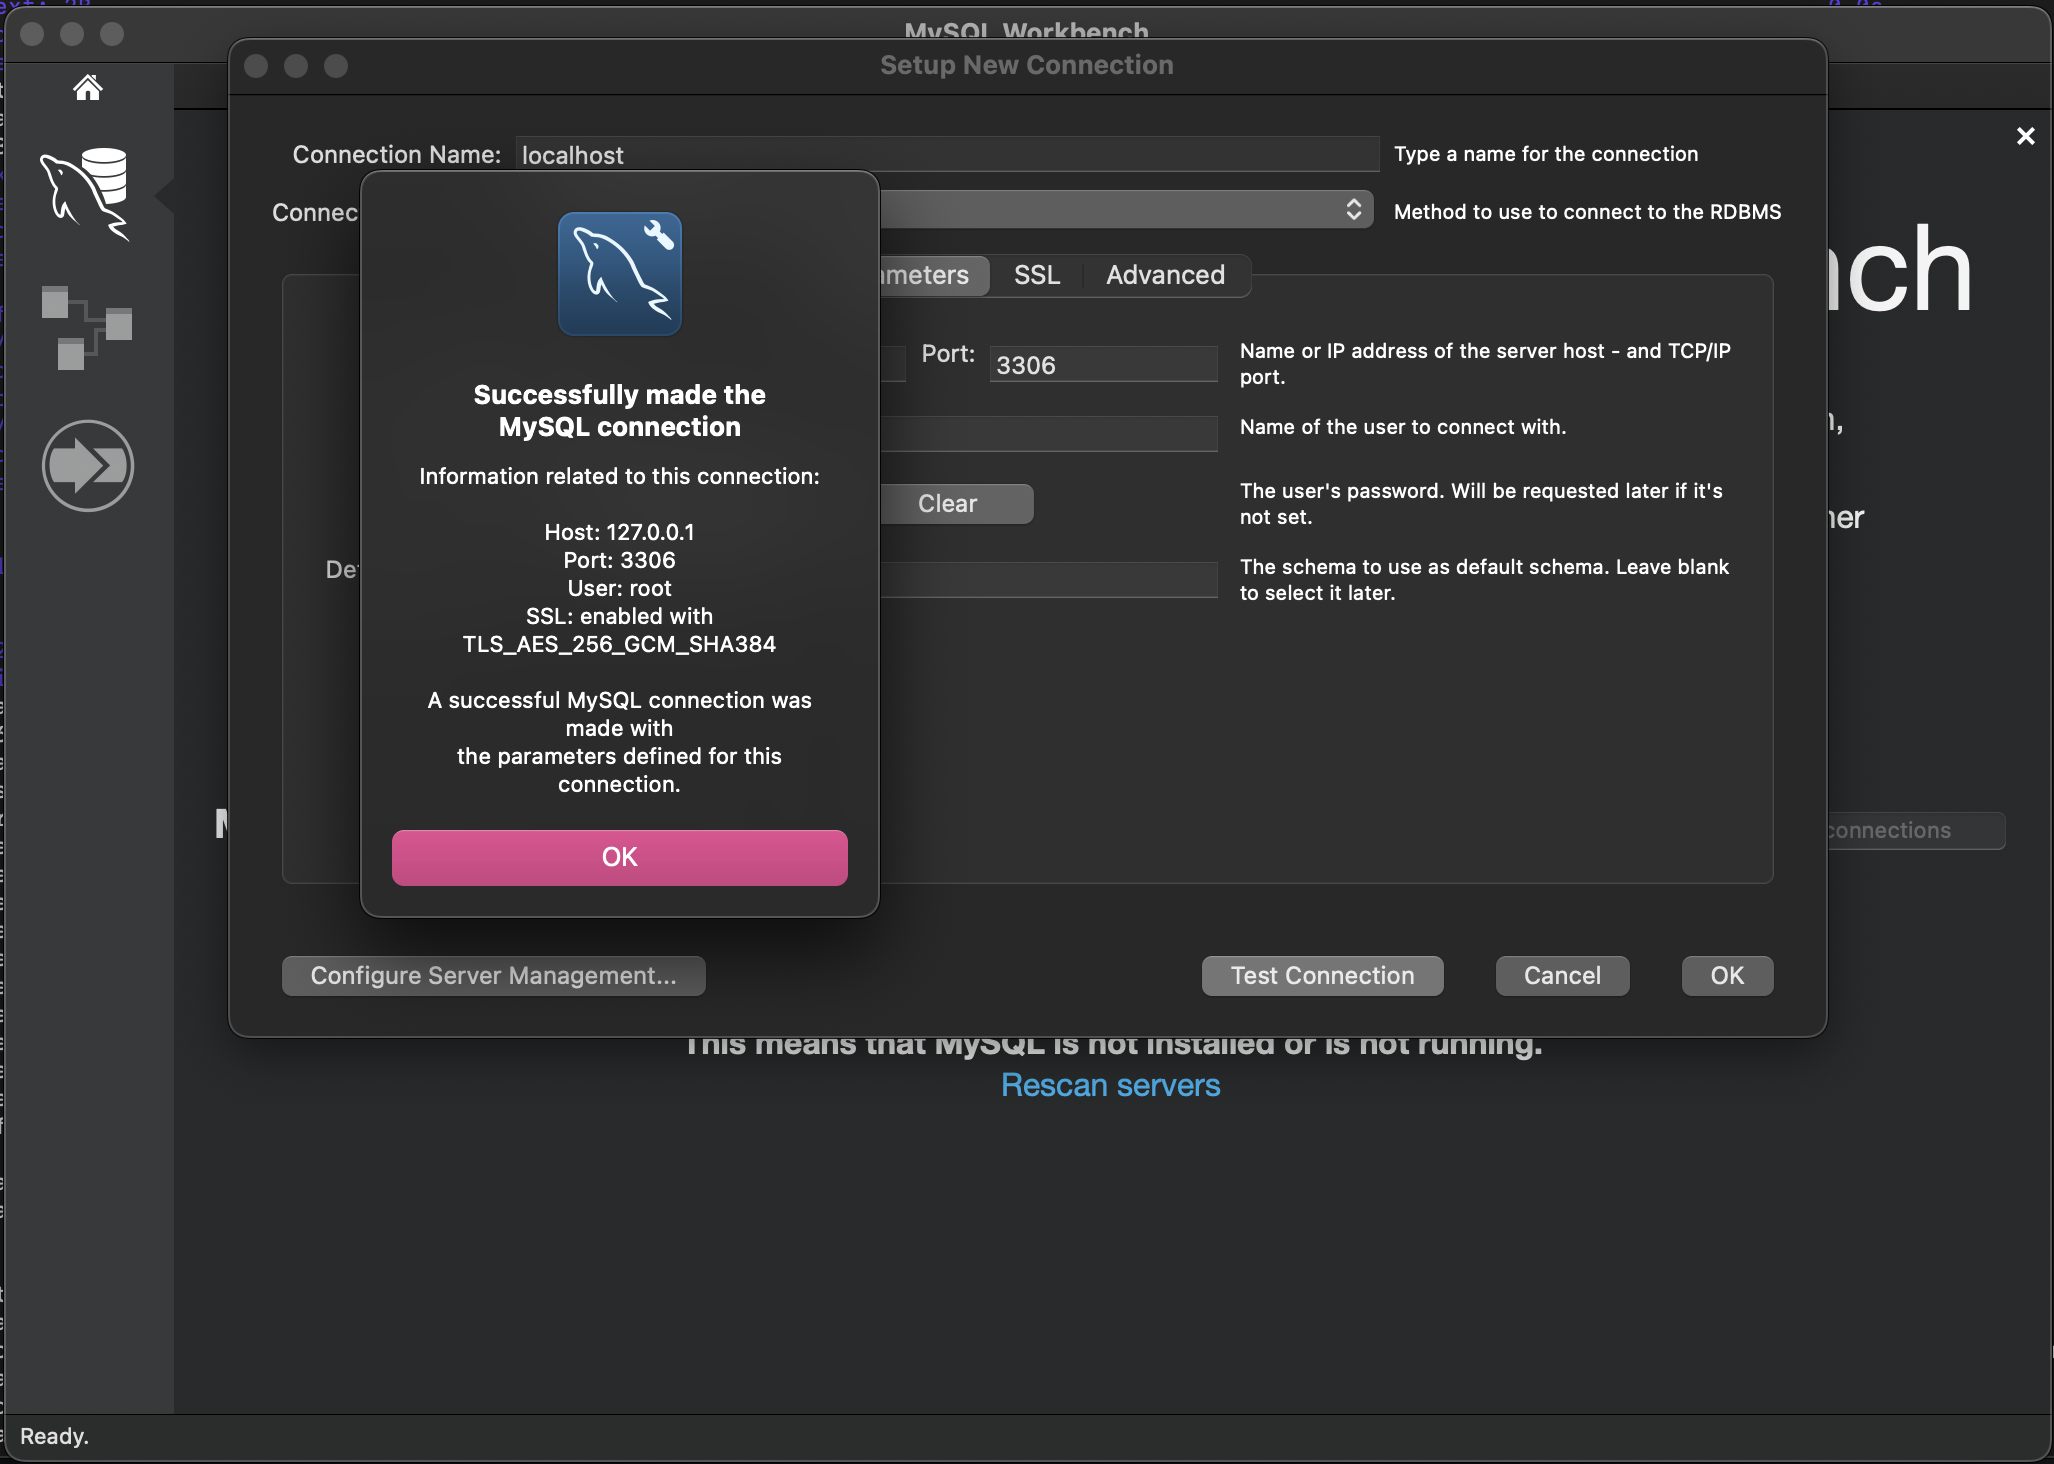 MySQL Workbench
Setup New Connection
Connection Name: localhost Type a name for the connection
Connec Method to use to connect to the RDBMS
meters SSL Advanced
Port: 3306 Name or IP address of the server host - and TCP/IP
port.
Name of the user to connect with.
Clear The user's password. Will be requested later if it's
not set.
The schema to use as default schema. Leave blank
to select it later.
Successfully made the
MySQL connection
Information related to this connection:
Host: 127.0.0.1
Port: 3306
User: root
SSL: enabled with
TLS_AES_256_GCM_SHA384
A successful MySQL connection was
made with
the parameters defined for this
connection.
OK
connections
Configure Server Management... Test Connection Cancel OK
This means that MySQL is not installed or is not running.
Rescan servers
Ready.